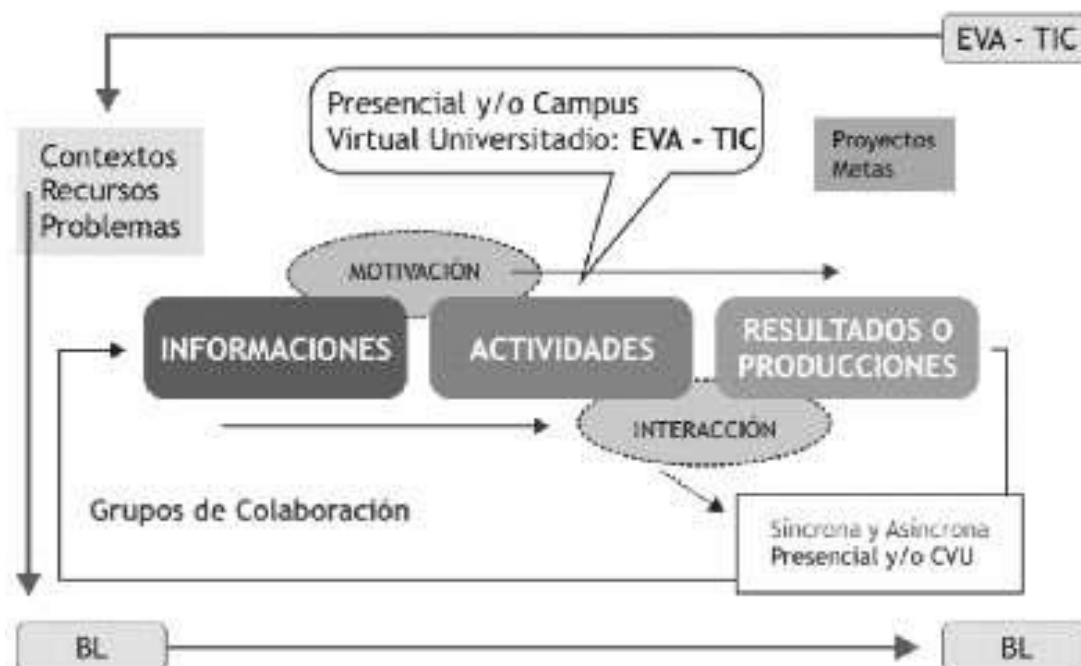 EVA - TIC
Presencial y/o Campus
Virtual Universitadio: EVA - TIC
Proyectos
Metas
Contextos
Recursos
Problemas
MOTIVACIÓN
INFORMACIONES
ACTIVIDADES
RESULTADOS O
PRODUCCIONES
INTERACCIÓN
Grupos de Colaboración
Síncrona y Asíncrona
Presencial y/o CVU
BL
BL